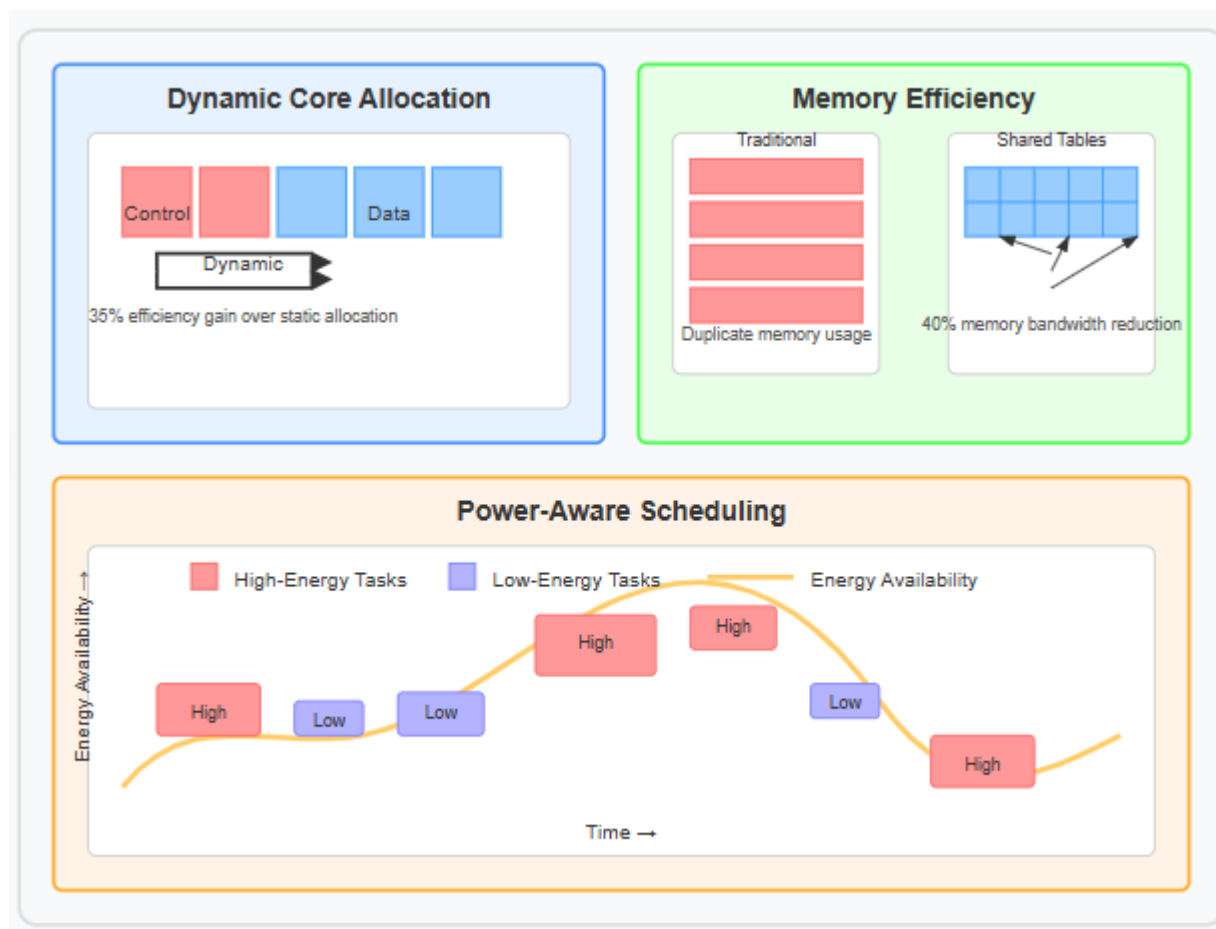 Dynamic Core Allocation
Control
Data
Dynamic
35% efficiency gain over static allocation
Memory Efficiency
Traditional
Duplicate memory usage
Shared Tables
40% memory bandwidth reduction
Power-Aware Scheduling
High-Energy Tasks
Low-Energy Tasks
Energy Availability
Energy Availability →
High
Low
Low
High
High
Low
High
Time →